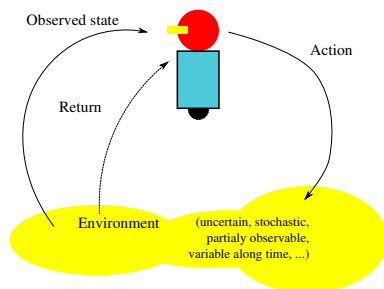 Observed state
Action
Return
Environment
(uncertain, stochastic,
partialy observable,
variable along time, ...)